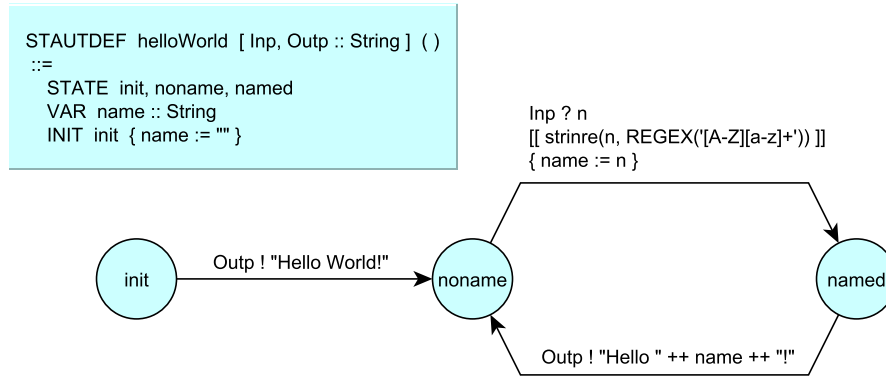 STAUTDEF helloWorld [ Inp, Outp :: String ] ( )
::=
STATE init, noname, named
VAR name :: String
INIT init { name := "" }
Inp ? n
[[ strinre(n, REGEX('[A-Z][a-z]+')) ]]
{ name := n }
init
Outp ! "Hello World!"
noname
named
Outp ! "Hello " ++ name ++ "!"